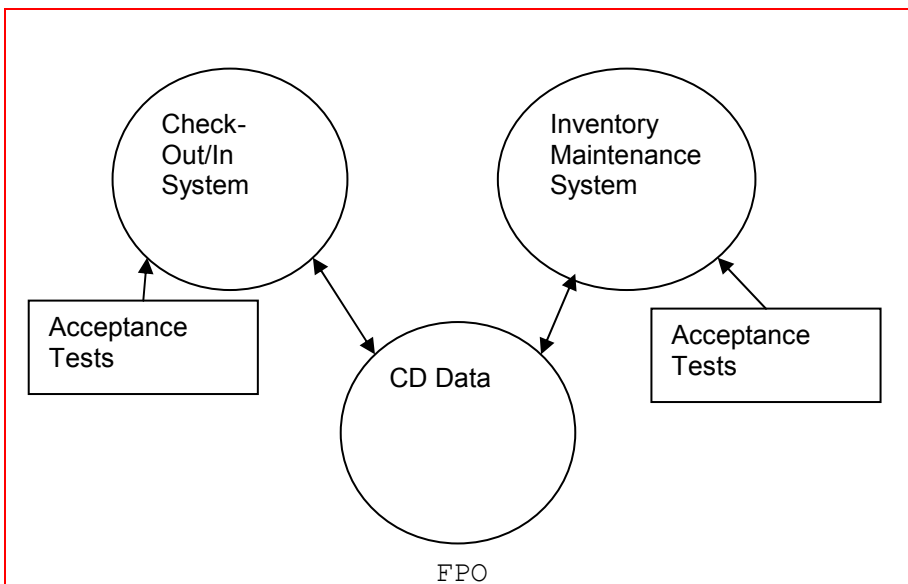 Check-
Out/In
System
Inventory
Maintenance
System
Acceptance
Tests
Acceptance
Tests
CD Data
FPO